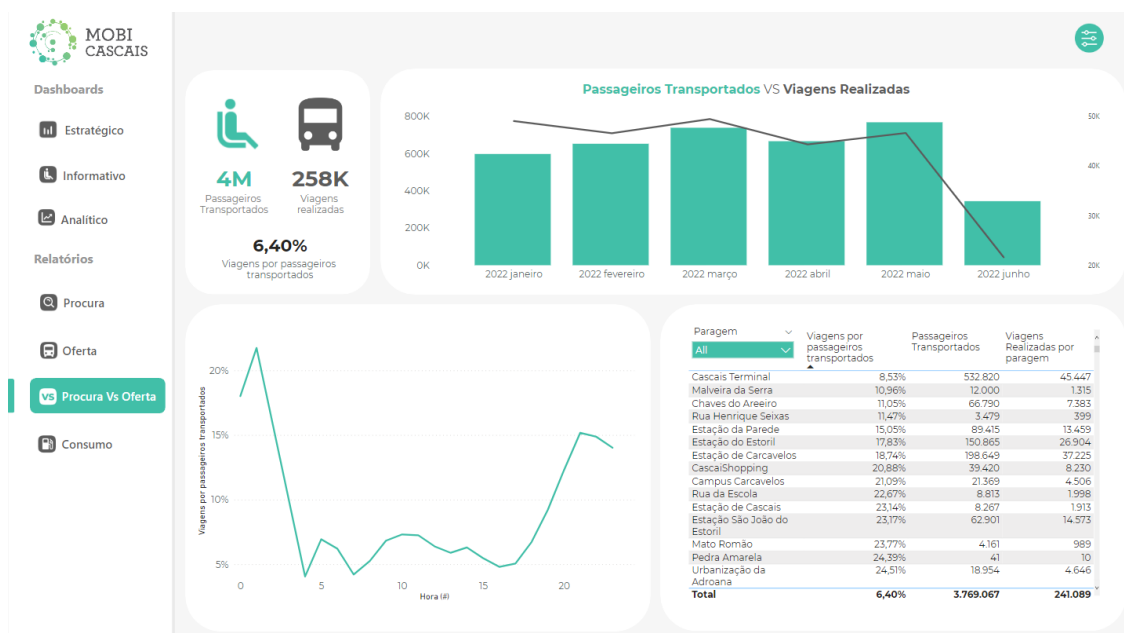 MOBI
CASCAIS
Dashboards
Estratégico
Informativo
Analítico
Relatórios
Procura
Oferta
VS Procura Vs Oferta
Consumo
4M
Passageiros
Transportados
258K
Viagens
realizadas
6,40%
Viagens por passageiros
transportados
Passageiros Transportados VS Viagens Realizadas
800K
600K
400K
200K
0K
50K
40K
30K
20K
2022 janeiro 2022 fevereiro 2022 março 2022 abril 2022 maio 2022 junho
Viagens por passageiros transportados
20%
15%
10%
5%
0 5 10 15 20
Hora (#)
Paragem
All
Viagens por
passageiros
transportados
Passageiros
Transportados
Viagens
Realizadas por
paragem
Cascais Terminal 8,53% 532.820 45.447
Malveira da Serra 10,96% 12.000 1.315
Chaves do Areeiro 11,05% 66.790 7.383
Rua Henrique Seixas 11,47% 3.479 399
Estação da Parede 15,05% 89.415 13.459
Estação do Estoril 17,83% 150.865 26.904
Estação de Carcavelos 18,74% 198.649 37.225
CascaiShopping 20,88% 39.420 8.230
Campus Carcavelos 21,09% 21.369 4.506
Rua da Escola 22,67% 8.813 1.998
Estação de Cascais 23,14% 8.267 1.913
Estação São João do 23,17% 62.901 14.573
Estoril
Mato Romão 23,77% 4.161 989
Pedra Amarela 24,39% 41 10
Urbanização da 24,51% 18.954 4.646
Adroana
Total 6,40% 3.769.067 241.089